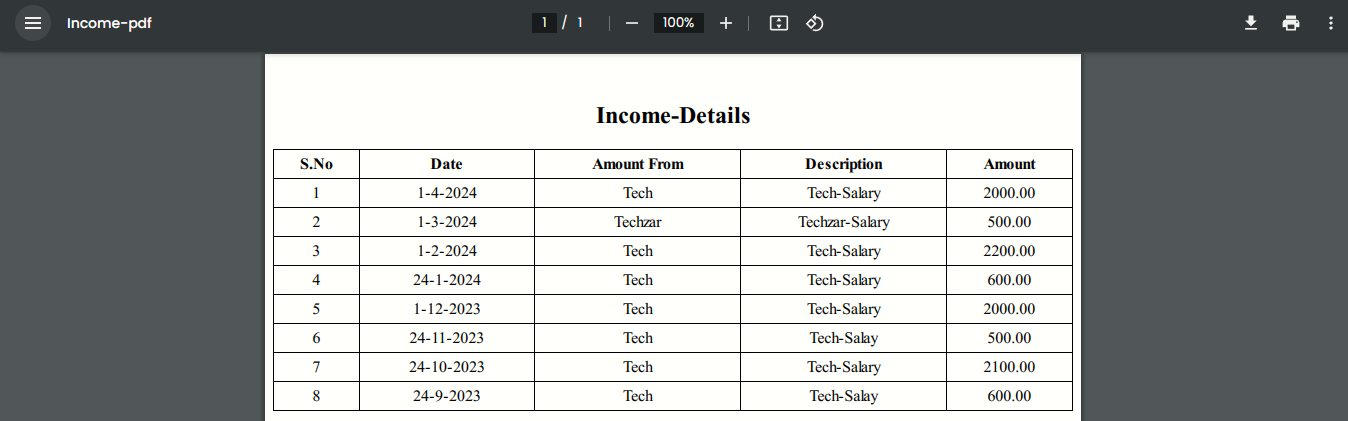 Income-pdf 1 / 1 100%
Income-Details
S.No Date Amount From Description Amount
1 1-4-2024 Tech Tech-Salary 2000.00
2 1-3-2024 Techzar Techzar-Salary 500.00
3 1-2-2024 Tech Tech-Salary 2200.00
4 24-1-2024 Tech Tech-Salary 600.00
5 1-12-2023 Tech Tech-Salary 2000.00
6 24-11-2023 Tech Tech-Salay 500.00
7 24-10-2023 Tech Tech-Salary 2100.00
8 24-9-2023 Tech Tech-Salay 600.00